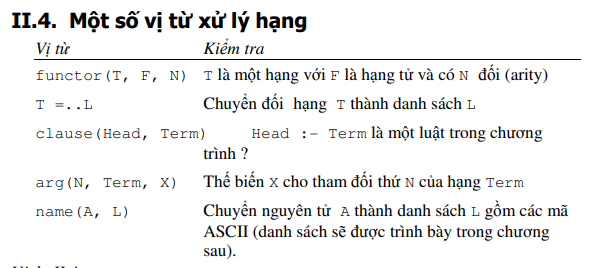 II.4. Một số vị từ xử lý hạng
Vị từ Kiểm tra
functor(T, F, N) T là một hạng với F là hạng tử và có N đối (arity)
T =..L Chuyển đối hạng T thành danh sách L
clause(Head, Term) Head :- Term là một luật trong chương
trình ?
arg(N, Term, X) Thế biến X cho tham đối thứ N của hạng Term
name(A, L) Chuyển nguyên tử A thành danh sách L gồm các mã
ASCII (danh sách sẽ được trình bày trong chương
sau).